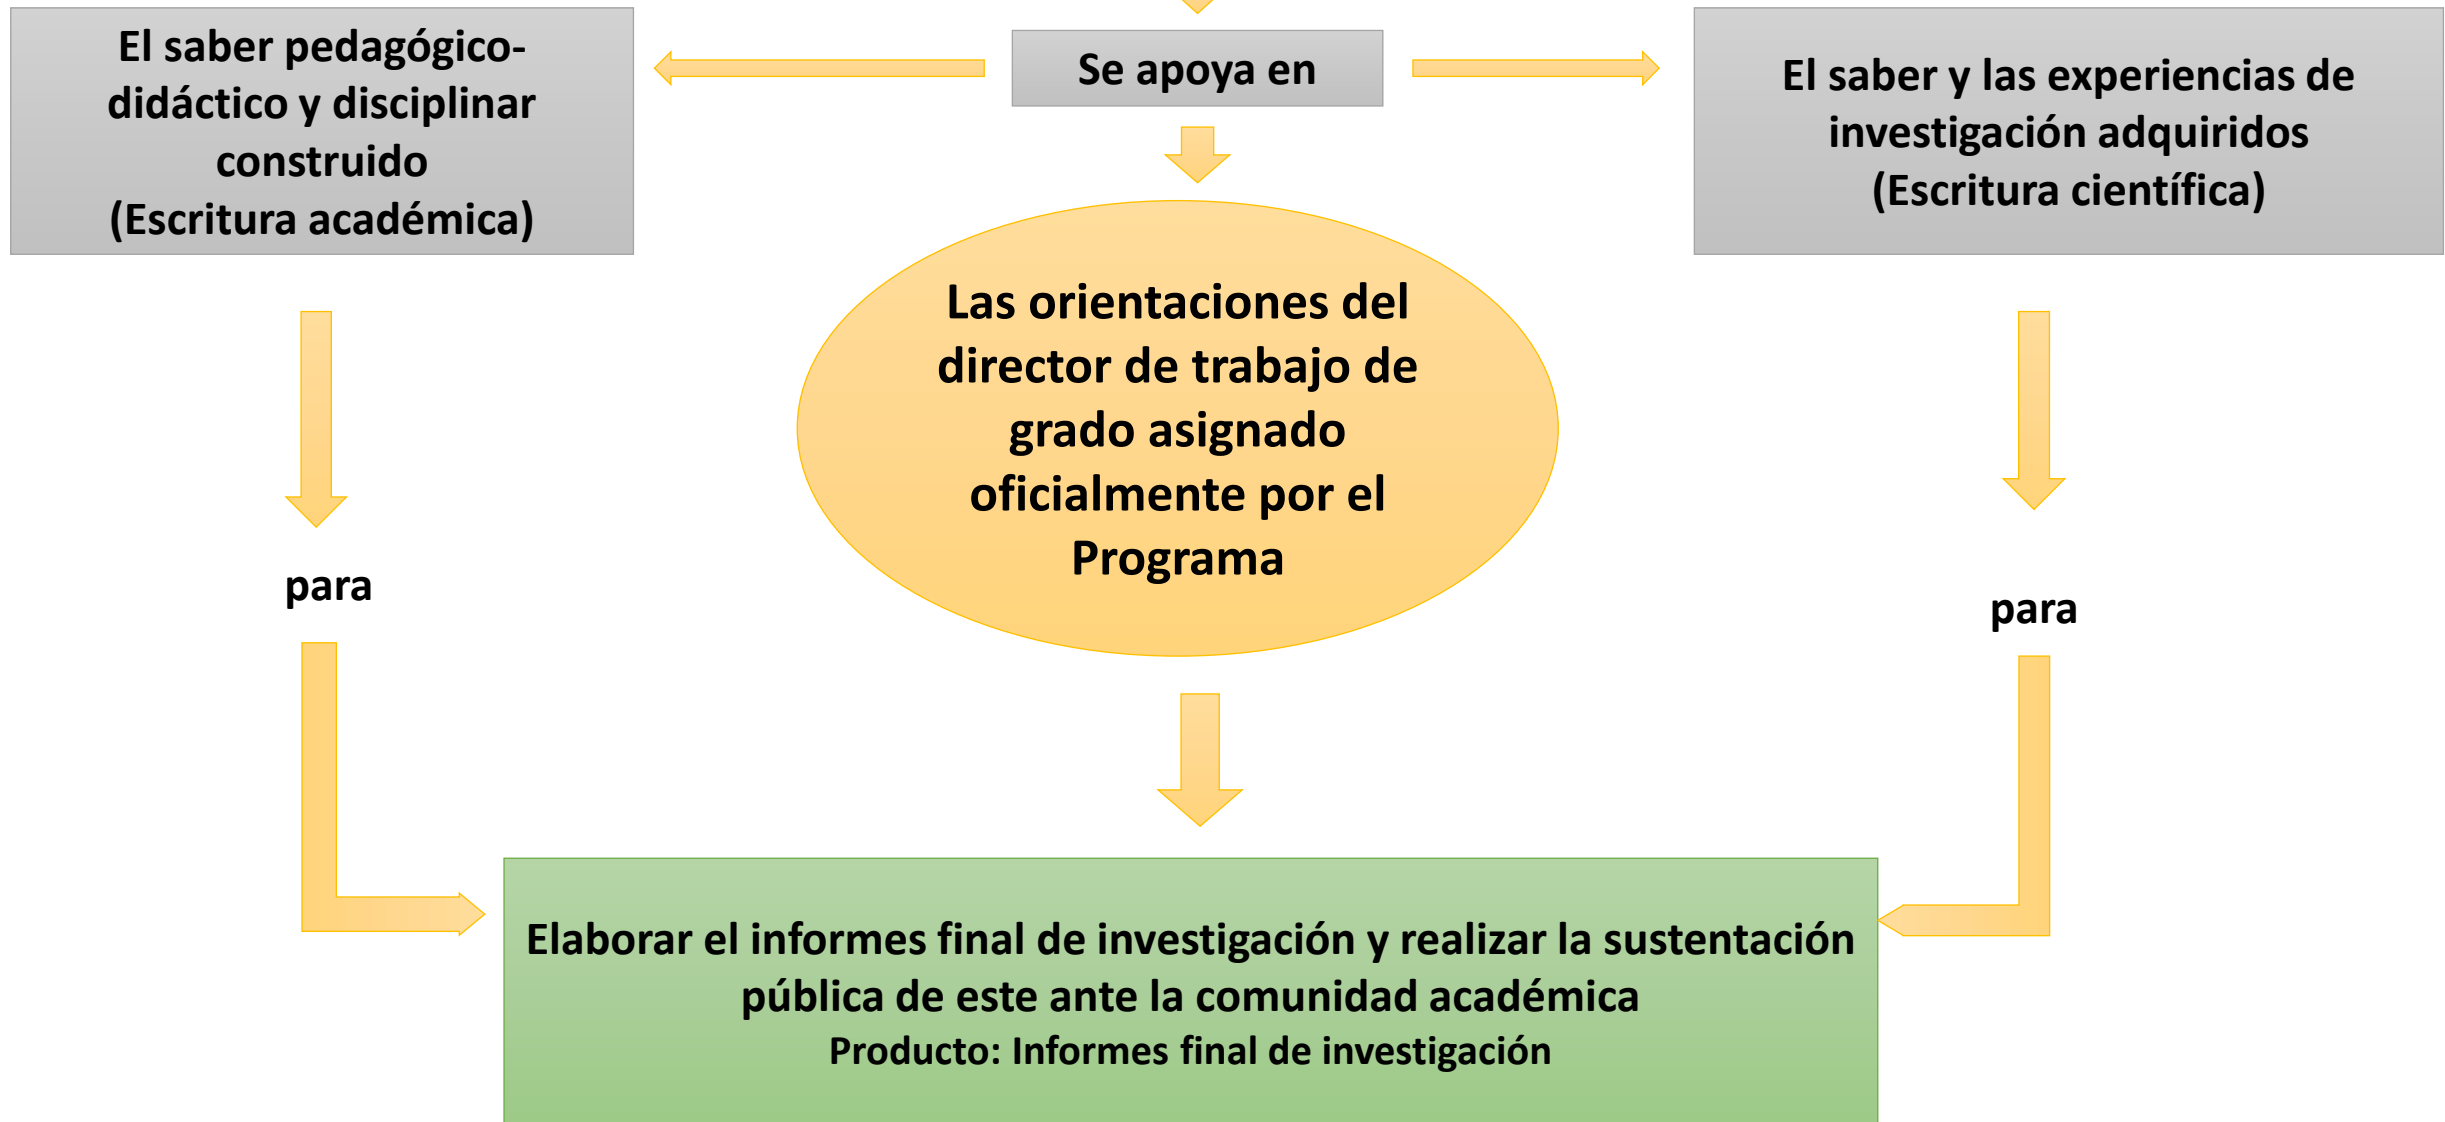 El saber pedagógico-
didáctico y disciplinar
construido
(Escritura académica)
Se apoya en
El saber y las experiencias de
investigación adquiridos
(Escritura científica)
Las orientaciones del
director de trabajo de
grado asignado
oficialmente por el
Programa
para
para
Elaborar el informes final de investigación y realizar la sustentación
pública de este ante la comunidad académica
Producto: Informes final de investigación